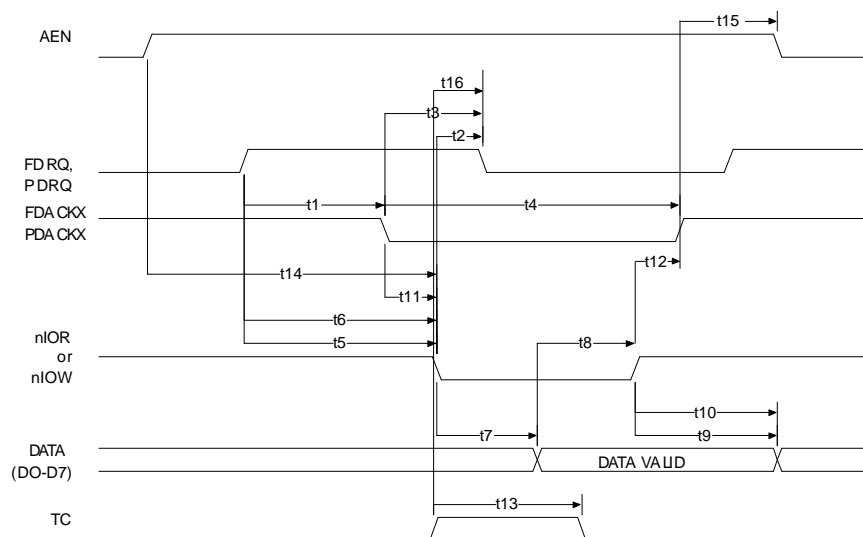 AEN
t15
t16
t3
t2
FDRQ,
PDRQ
t1
t4
FDACKX
PDACKX
t12
t14
t11
t6
t5
t8
nIOR
or
nIOW
t10
t7
t9
DATA
(DO-D7)
DATA VALID
t13
TC